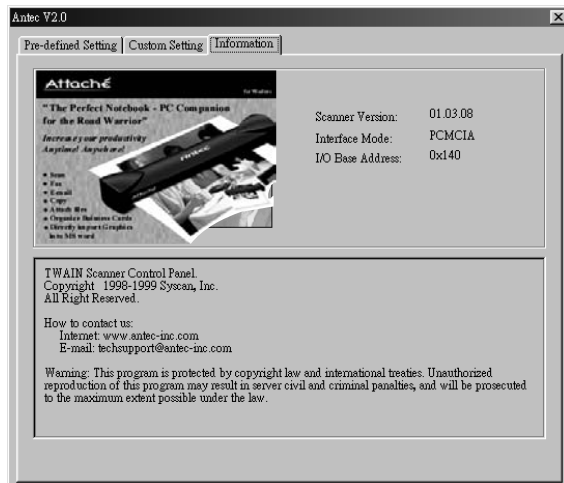 Antec V2.0
Pre-defined Setting Custom Setting Information
Attaché
for Twain
"The Perfect Notebook - PC Companion
for the Road Warrior"
Increase your productivity
Anytime! Anywhere!
• Scan
• Fax
• E-mail
• Copy
• Attach files
• Organize Business Cards
• Directly import Graphics
into MS word
ANTEC
Scanner Version: 01.03.08
Interface Mode: PCMCIA
I/O Base Address: 0x140
TWAIN Scanner Control Panel.
Copyright 1998-1999 Syscan, Inc.
All Right Reserved.
How to contact us:
Internet: www.antec-inc.com
E-mail: techsupport@antec-inc.com
Warning: This program is protected by copyright law and international treaties. Unauthorized
reproduction of this program may result in server civil and criminal panalties, and will be prosecuted
to the maximum extent possible under the law.